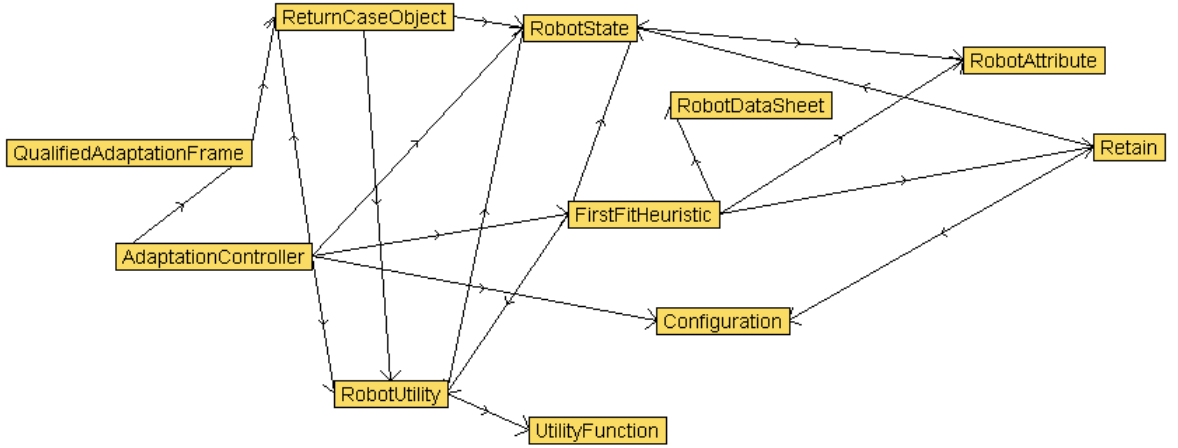 ReturnCaseObject
RobotState
RobotAttribute
RobotDataSheet
QualifiedAdaptationFrame
Retain
FirstFitHeuristic
AdaptationController
Configuration
RobotUtility
UtilityFunction